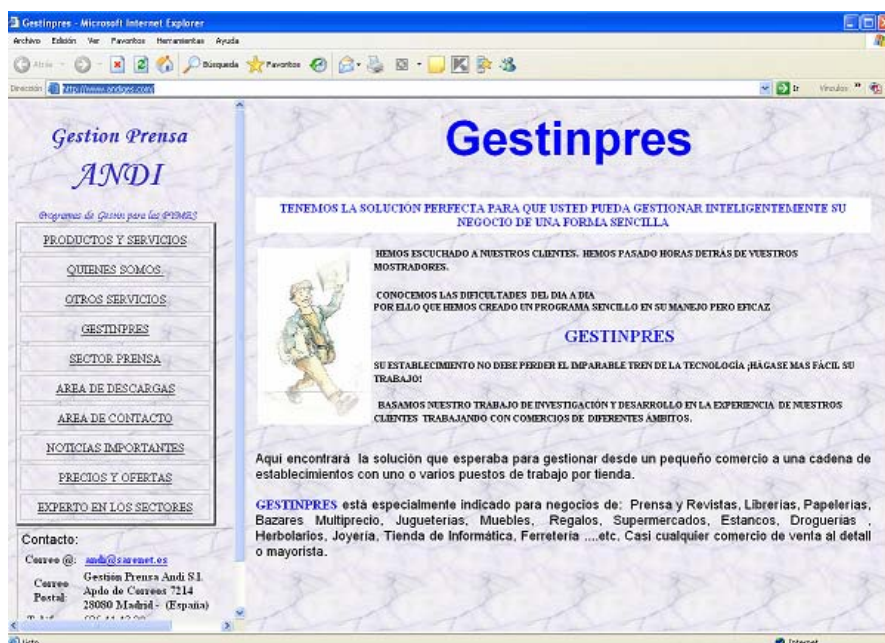 Gestinpres - Microsoft Internet Explorer
Archivo Edición Ver Favoritos Herramientas Ayuda
Atrás Búsqueda Favoritos
Dirección http://www.andiges.com/ Ir Vínculos
Gestion Prensa
ANDI
Programas de Gestión para las PYMES
PRODUCTOS Y SERVICIOS
QUIENES SOMOS.
OTROS SERVICIOS
GESTINPRES
SECTOR PRENSA
AREA DE DESCARGAS
AREA DE CONTACTO
NOTICIAS IMPORTANTES
PRECIOS Y OFERTAS
EXPERTO EN LOS SECTORES
Contacto:
Correo @: andi@sarenet.es
Correo Postal: Gestión Prensa Andi S.L
Apdo de Correos 7214
28080 Madrid - (España)
Gestinpres
TENEMOS LA SOLUCIÓN PERFECTA PARA QUE USTED PUEDA GESTIONAR INTELIGENTEMENTE SU
NEGOCIO DE UNA FORMA SENCILLA
HEMOS ESCUCHADO A NUESTROS CLIENTES. HEMOS PASADO HORAS DETRÁS DE VUESTROS
MOSTRADORES.
CONOCEMOS LAS DIFICULTADES DEL DIA A DIA
POR ELLO QUE HEMOS CREADO UN PROGRAMA SENCILLO EN SU MANEJO PERO EFICAZ
GESTINPRES
SU ESTABLECIMIENTO NO DEBE PERDER EL IMPARABLE TREN DE LA TECNOLOGÍA ¡HÁGASE MAS FÁCIL SU
TRABAJO!
BASAMOS NUESTRO TRABAJO DE INVESTIGACIÓN Y DESARROLLO EN LA EXPERIENCIA DE NUESTROS
CLIENTES TRABAJANDO CON COMERCIOS DE DIFERENTES ÁMBITOS.
Aquí encontrará la solución que esperaba para gestionar desde un pequeño comercio a una cadena de
establecimientos con uno o varios puestos de trabajo por tienda.
GESTINPRES está especialmente indicado para negocios de: Prensa y Revistas, Librerías, Papelerías,
Bazares Multiprecio, Jugueterías, Muebles, Regalos, Supermercados, Estancos, Droguerías ,
Herbolarios, Joyería, Tienda de Informática, Ferretería ....etc, Casi cualquier comercio de venta al detall
o mayorista.
Listo Internet